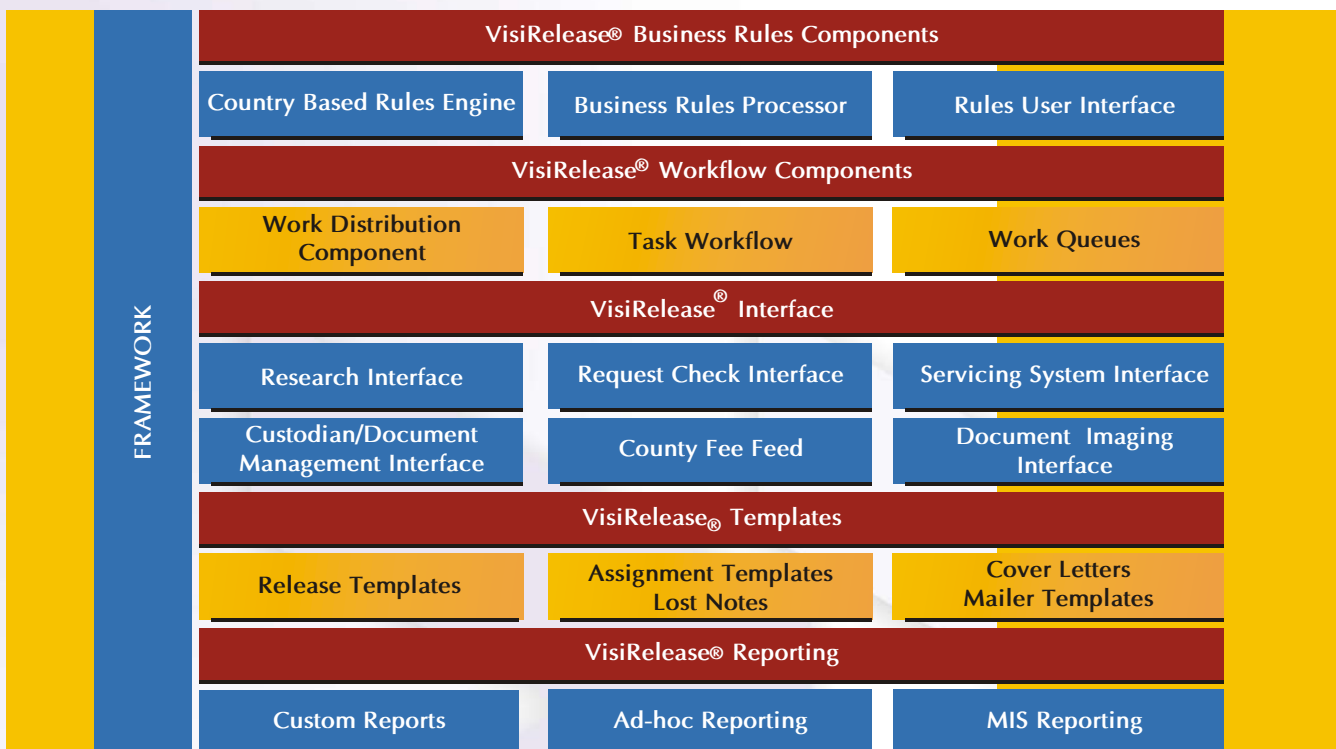 FRAMEWORK
VisiRelease® Business Rules Components
Country Based Rules Engine
Business Rules Processor
Rules User Interface
VisiRelease® Workflow Components
Work Distribution
Component
Task Workflow
Work Queues
VisiRelease® Interface
Research Interface
Request Check Interface
Servicing System Interface
Custodian/Document
Management Interface
County Fee Feed
Document Imaging
Interface
VisiRelease® Templates
Release Templates
Assignment Templates
Lost Notes
Cover Letters
Mailer Templates
VisiRelease® Reporting
Custom Reports
Ad-hoc Reporting
MIS Reporting